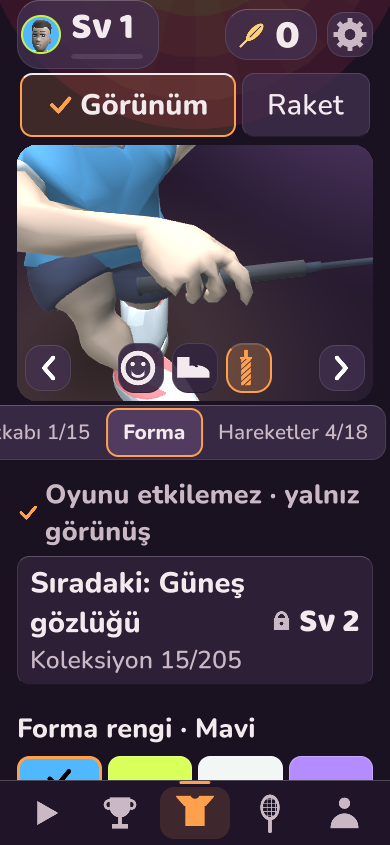 Sv 1
0
Görünüm
Raket
kabı 1/15
Forma
Hareketler 4/18
Oyunu etkilemez · yalnız
görünüş
Sıradaki: Güneş
gözlüğü
Sv 2
Koleksiyon 15/205
Forma rengi · Mavi